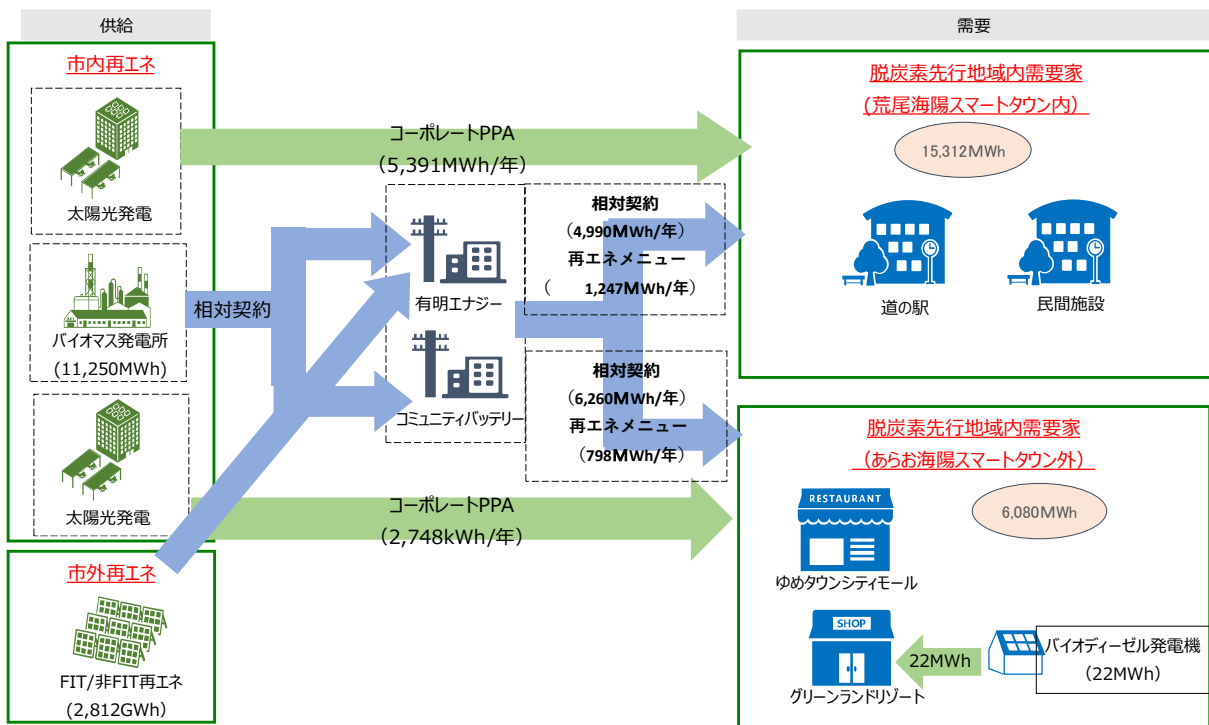 供給
需要
市内再エネ
太陽光発電
バイオマス発電所
(11,250MWh)
太陽光発電
市外再エネ
FIT/非FIT再エネ
(2,812GWh)
コーポレートPPA
（5,391MWh/年）
相対契約
有明エナジー
コミュニティバッテリー
相対契約
（4,990MWh/年）
再エネメニュー
（　　1,247MWh/年）
相対契約
（6,260MWh/年）
再エネメニュー
（798MWh/年）
コーポレートPPA
（2,748kWh/年）
脱炭素先行地域内需要家
(荒尾海陽スマートタウン内）
15,312MWh
道の駅
民間施設
脱炭素先行地域内需要家
（あらお海陽スマートタウン外）
RESTAURANT
6,080MWh
ゆめタウンシティモール
SHOP
22MWh
バイオディーゼル発電機
（22MWh）
グリーンランドリゾート